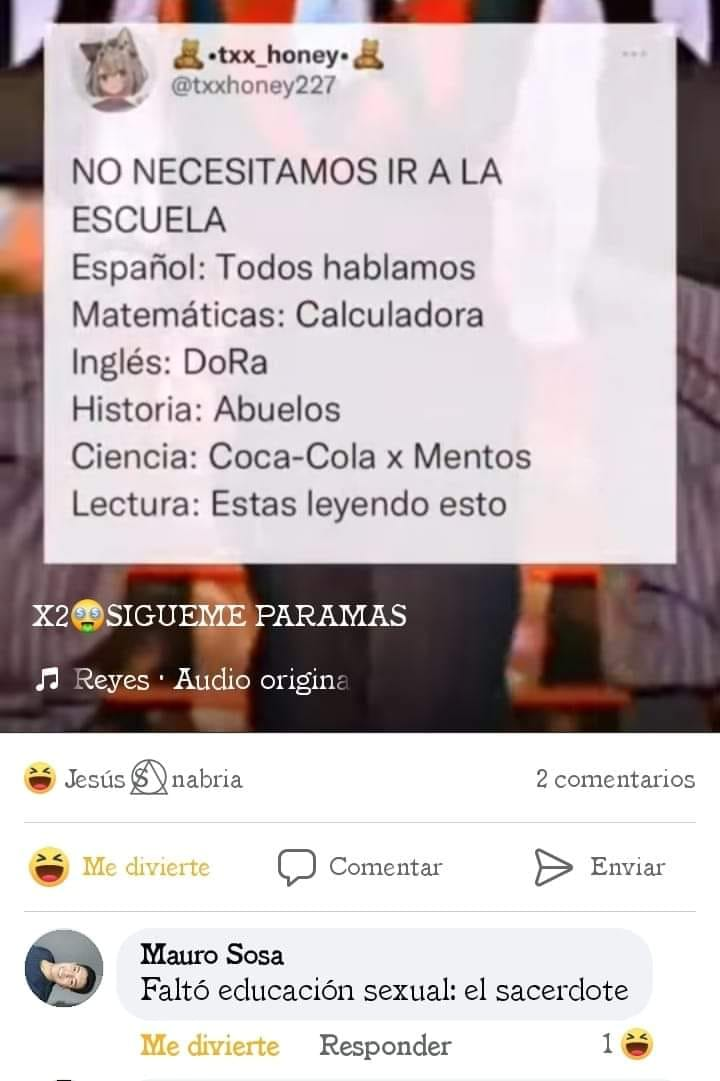 •txx_honey•
@txxhoney227
NO NECESITAMOS IR A LA
ESCUELA
Español: Todos hablamos
Matemáticas: Calculadora
Inglés: DoRa
Historia: Abuelos
Ciencia: Coca-Cola x Mentos
Lectura: Estas leyendo esto
X2🤑SIGUEME PARAMAS
Reyes · Audio origina
Jesús Ⓢnabria
2 comentarios
Me divierte
Comentar
Enviar
Mauro Sosa
Faltó educación sexual: el sacerdote
Me divierte
Responder
1